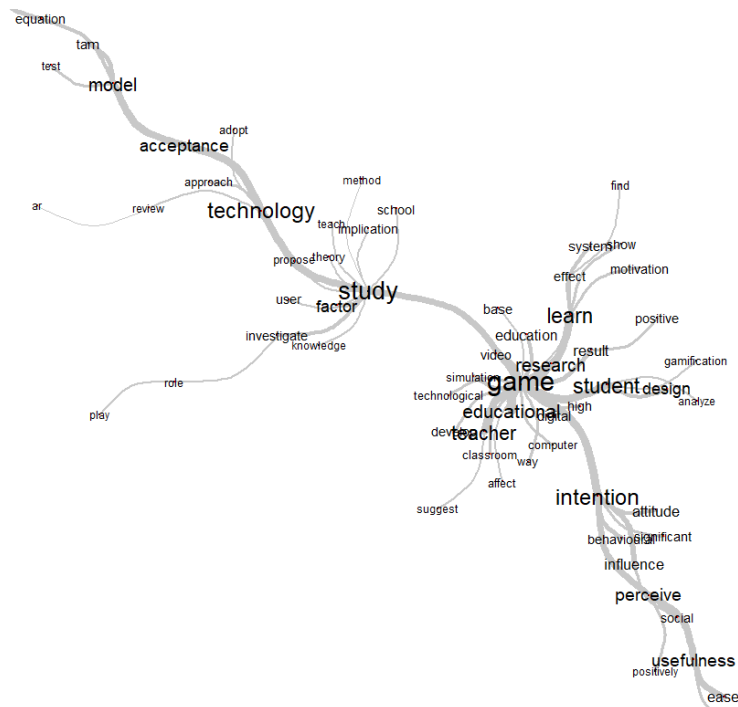 equation
tam
test
model
adopt
acceptance
method
approach
find
ar
review
technology
school
teach
implication
system
show
propose
theory
effect
motivation
study
user
factor
base
learn
positive
investigate
education
knowledge
video
result
research
gamification
simulation
game
student
design
role
technological
high
analyze
play
educational
digital
develop
teacher
computer
classroom
way
affect
intention
suggest
attitude
behavioural
significant
influence
perceive
social
usefulness
positively
ease